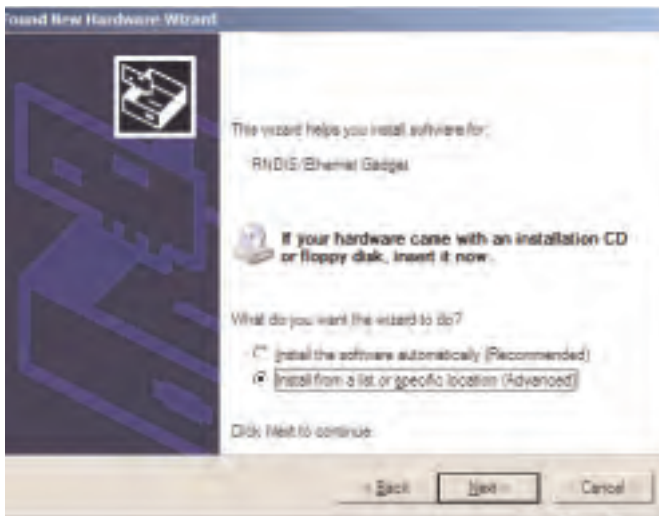 Found New Hardware Wizard
This wizard helps you install software for:
RNDIS/Ethernet Gadget
If your hardware came with an installation CD
or floppy disk, insert it now.
What do you want the wizard to do?
Install the software automatically (Recommended)
Install from a list or specific location (Advanced)
Click Next to continue.
< Back Next > Cancel